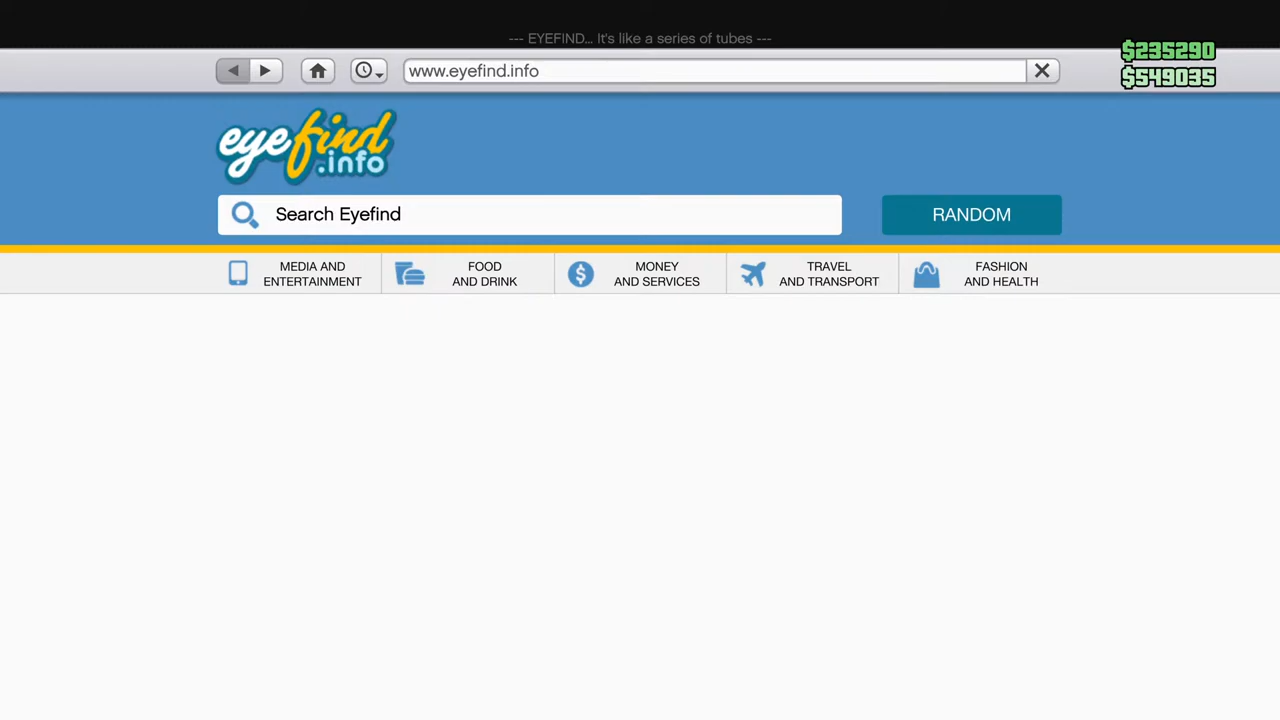 --- EYEFIND... It's like a series of tubes ---
$235290
www.eyefind.info
$549035
eyefind
.info
Search Eyefind
RANDOM
MEDIA AND
ENTERTAINMENT
FOOD
AND DRINK
MONEY
AND SERVICES
TRAVEL
AND TRANSPORT
FASHION
AND HEALTH